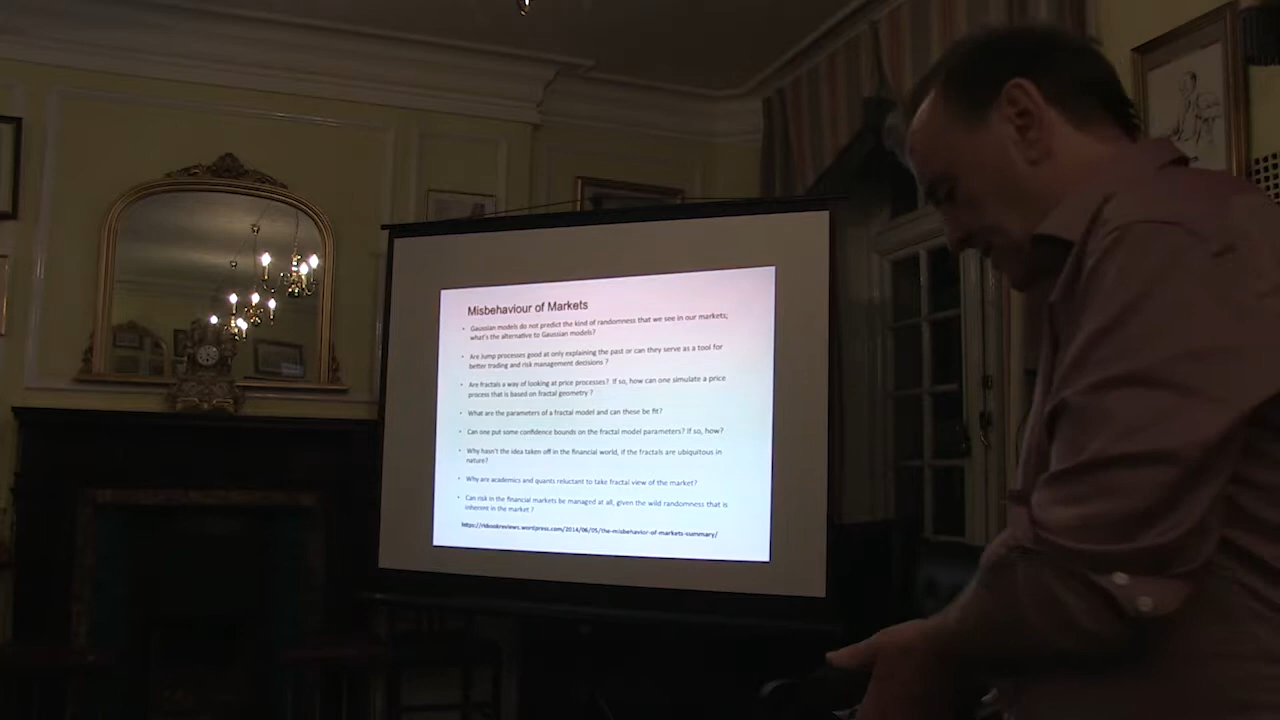 Misbehaviour of Markets
• Gaussian models do not predict the kind of randomness that we see in our markets;
what's the alternative to Gaussian models?
• Are Jump processes good at only explaining the past or can they serve as a tool for
better trading and risk management decisions ?
• Are fractals a way of looking at price processes? If so, how can one simulate a price
process that is based on fractal geometry ?
• What are the parameters of a fractal model and can these be fit?
• Can one put some confidence bounds on the fractal model parameters? If so, how?
• Why hasn't the idea taken off in the financial world, if the fractals are ubiquitous in
nature?
• Why are academics and quants reluctant to take fractal view of the market?
• Can risk in the financial markets be managed at all, given the wild randomness that is
inherent in the market ?
https://rkbookreviews.wordpress.com/2014/06/05/the-misbehavior-of-markets-summary/